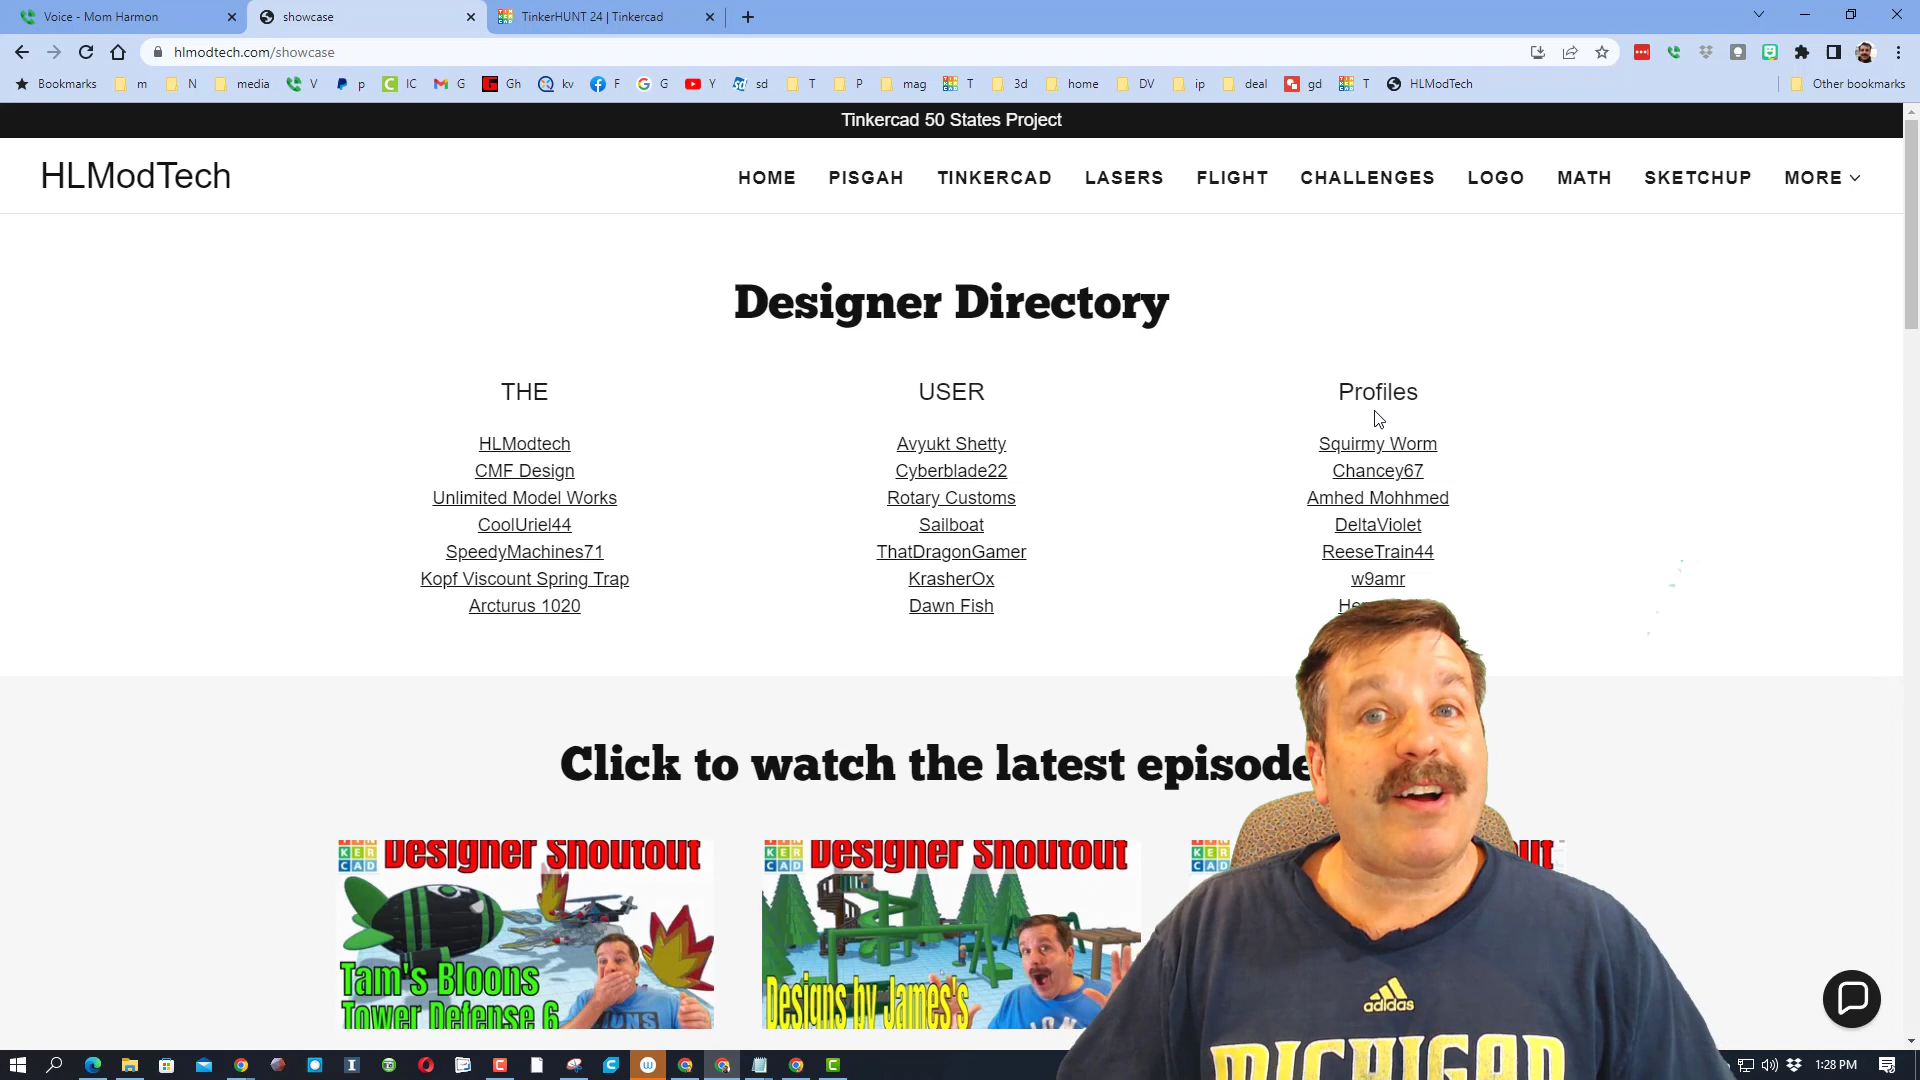 Voice - Mom Harmon
showcase
TinkerHUNT 24 | Tinkercad
hlmodtech.com/showcase
Bookmarks m N media V p IC G Gh kv F G Y sd T P mag T 3d home DV ip deal gd T HLModTech Other bookmarks
Tinkercad 50 States Project
HLModTech
HOME PISGAH TINKERCAD LASERS FLIGHT CHALLENGES LOGO MATH SKETCHUP MORE
Designer Directory
THE USER Profiles
HLModtech Avyukt Shetty Squirmy Worm
CMF Design Cyberblade22 Chancey67
Unlimited Model Works Rotary Customs Amhed Mohhmed
CoolUriel44 Sailboat DeltaViolet
SpeedyMachines71 ThatDragonGamer ReeseTrain44
Kopf Viscount Spring Trap KrasherOx w9amr
Arcturus 1020 Dawn Fish
Click to watch the latest episode
Designer Shoutout
Tam's Bloons
Tower Defense 6
Designer Shoutout
Designs by James's
adidas
MICHIGAN
1:28 PM